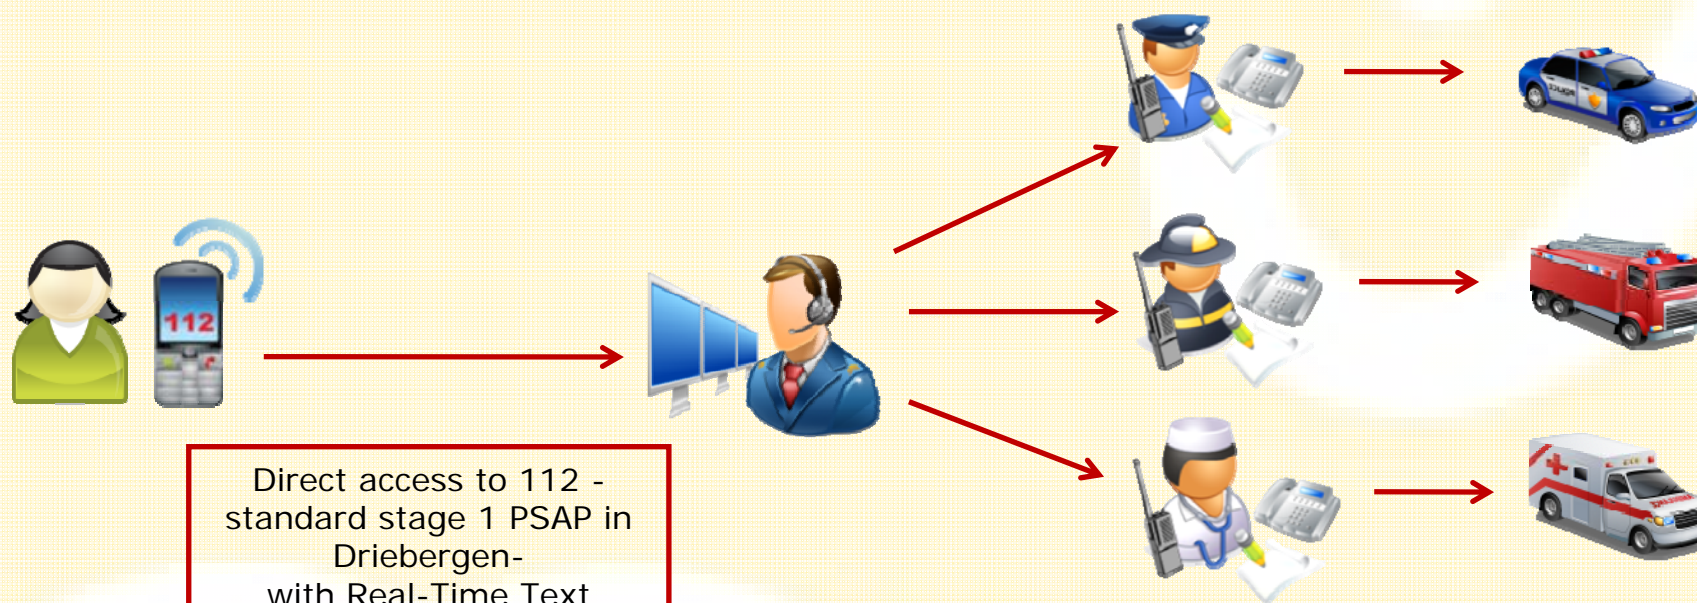 112
Direct access to 112 -
standard stage 1 PSAP in
Driebergen-
with Real-Time Text